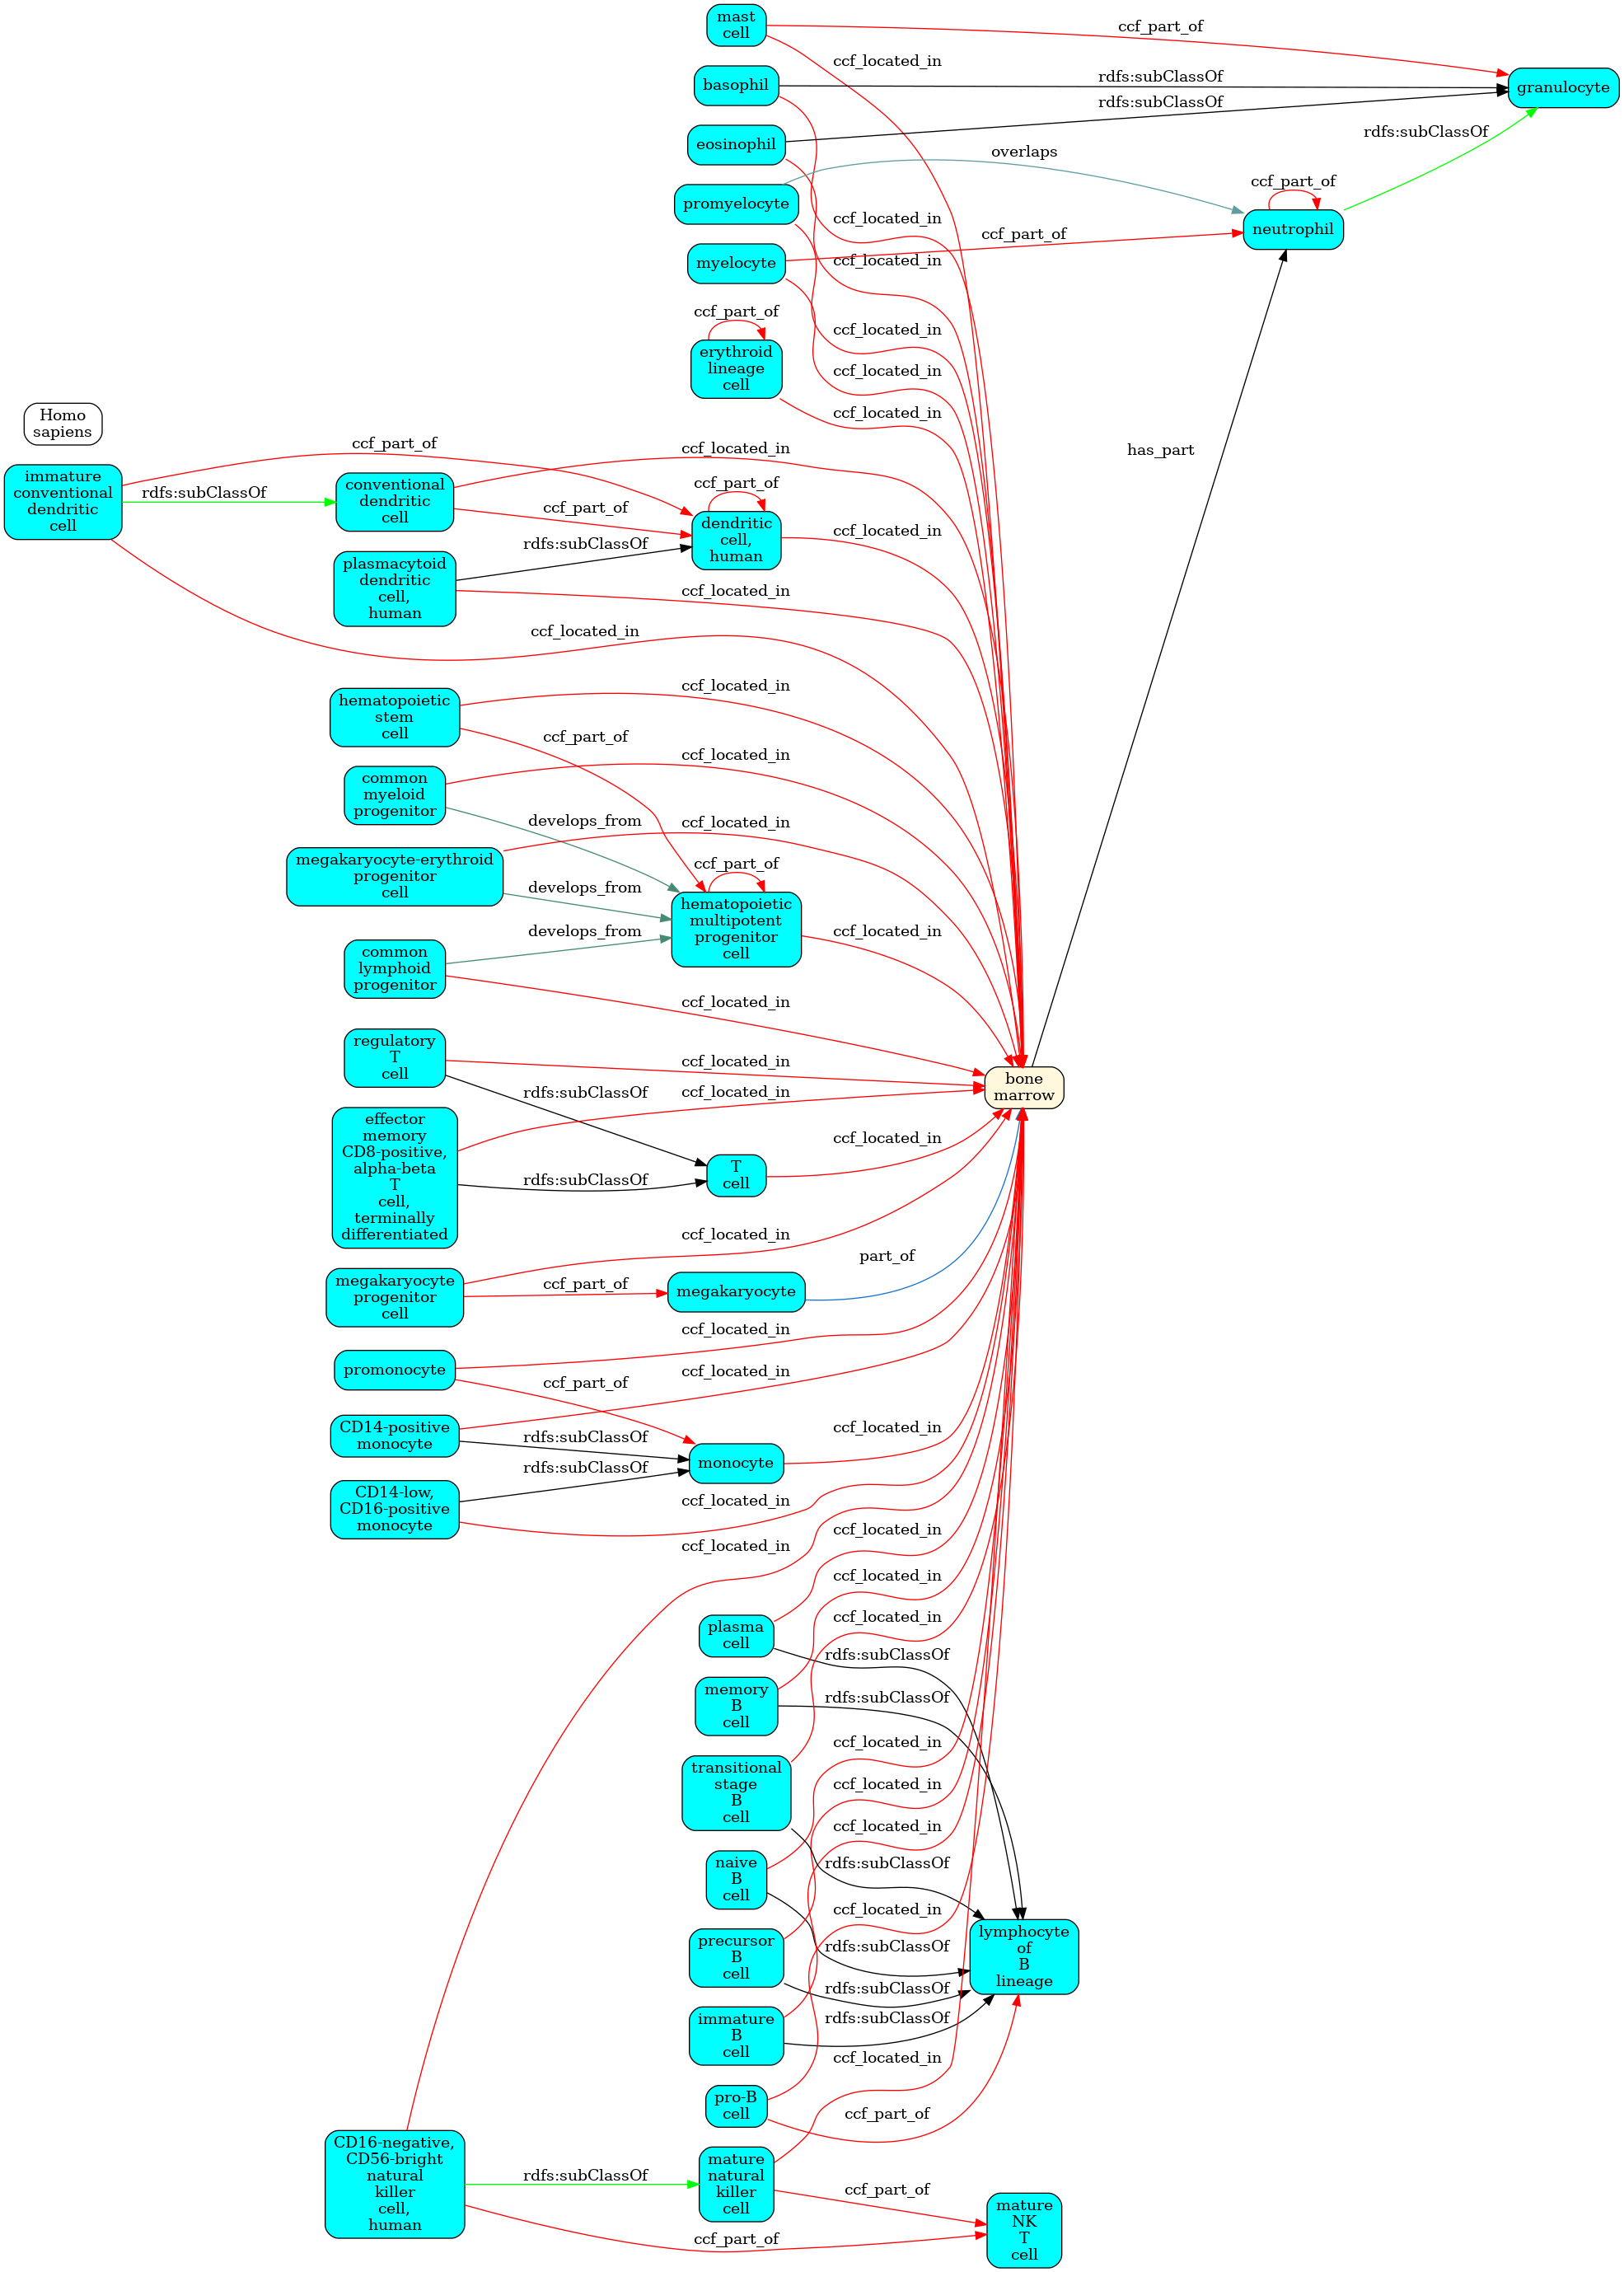 mast
cell
ccf_part_of
ccf_located_in
basophil
rdfs:subClassOf
granulocyte
rdfs:subClassOf
eosinophil
rdfs:subClassOf
overlaps
promyelocyte
ccf_part_of
ccf_located_in
ccf_part_of
neutrophil
myelocyte
ccf_located_in
ccf_part_of
ccf_located_in
erythroid
lineage
cell
ccf_located_in
Homo
sapiens
ccf_located_in
has_part
immature
conventional
dendritic
cell
ccf_part_of
rdfs:subClassOf
conventional
dendritic
cell
ccf_located_in
ccf_part_of
ccf_part_of
dendritic
cell,
human
ccf_located_in
plasmacytoid
dendritic
cell,
human
rdfs:subClassOf
ccf_located_in
ccf_located_in
hematopoietic
stem
cell
ccf_located_in
ccf_part_of
common
myeloid
progenitor
ccf_located_in
develops_from
megakaryocyte-erythroid
progenitor
cell
ccf_located_in
develops_from
ccf_part_of
hematopoietic
multipotent
progenitor
cell
ccf_located_in
common
lymphoid
progenitor
develops_from
ccf_located_in
regulatory
T
cell
ccf_located_in
rdfs:subClassOf
ccf_located_in
bone
marrow
effector
memory
CD8-positive,
alpha-beta
T
cell,
terminally
differentiated
rdfs:subClassOf
T
cell
ccf_located_in
ccf_located_in
megakaryocyte
progenitor
cell
ccf_part_of
megakaryocyte
part_of
promonocyte
ccf_located_in
ccf_part_of
ccf_located_in
CD14-positive
monocyte
rdfs:subClassOf
monocyte
ccf_located_in
CD14-low,
CD16-positive
monocyte
rdfs:subClassOf
ccf_located_in
ccf_located_in
plasma
cell
ccf_located_in
rdfs:subClassOf
memory
B
cell
ccf_located_in
rdfs:subClassOf
transitional
stage
B
cell
ccf_located_in
rdfs:subClassOf
naive
B
cell
ccf_located_in
rdfs:subClassOf
lymphocyte
of
B
lineage
precursor
B
cell
ccf_located_in
rdfs:subClassOf
immature
B
cell
ccf_located_in
rdfs:subClassOf
pro-B
cell
ccf_located_in
ccf_part_of
CD16-negative,
CD56-bright
natural
killer
cell,
human
rdfs:subClassOf
mature
natural
killer
cell
ccf_located_in
ccf_part_of
ccf_part_of
mature
NK
T
cell